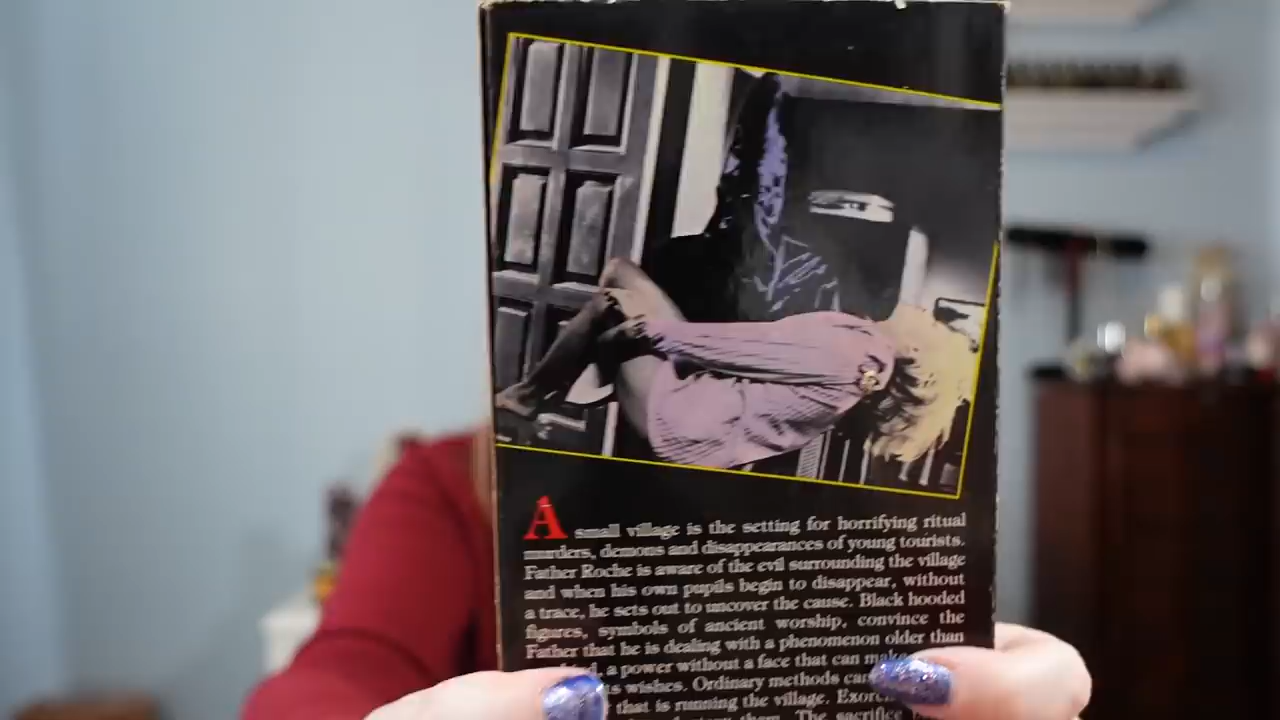 A small village is the setting for horrifying ritual
murders, demons and disappearances of young tourists.
Father Roche is aware of the evil surrounding the village
and when his own pupils begin to disappear, without
a trace, he sets out to uncover the cause. Black hooded
figures, symbols of ancient worship, convince the
Father that he is dealing with a phenomenon older than
a power without a face that can make
wishes. Ordinary methods
that is running the village.
them. The sacrifice